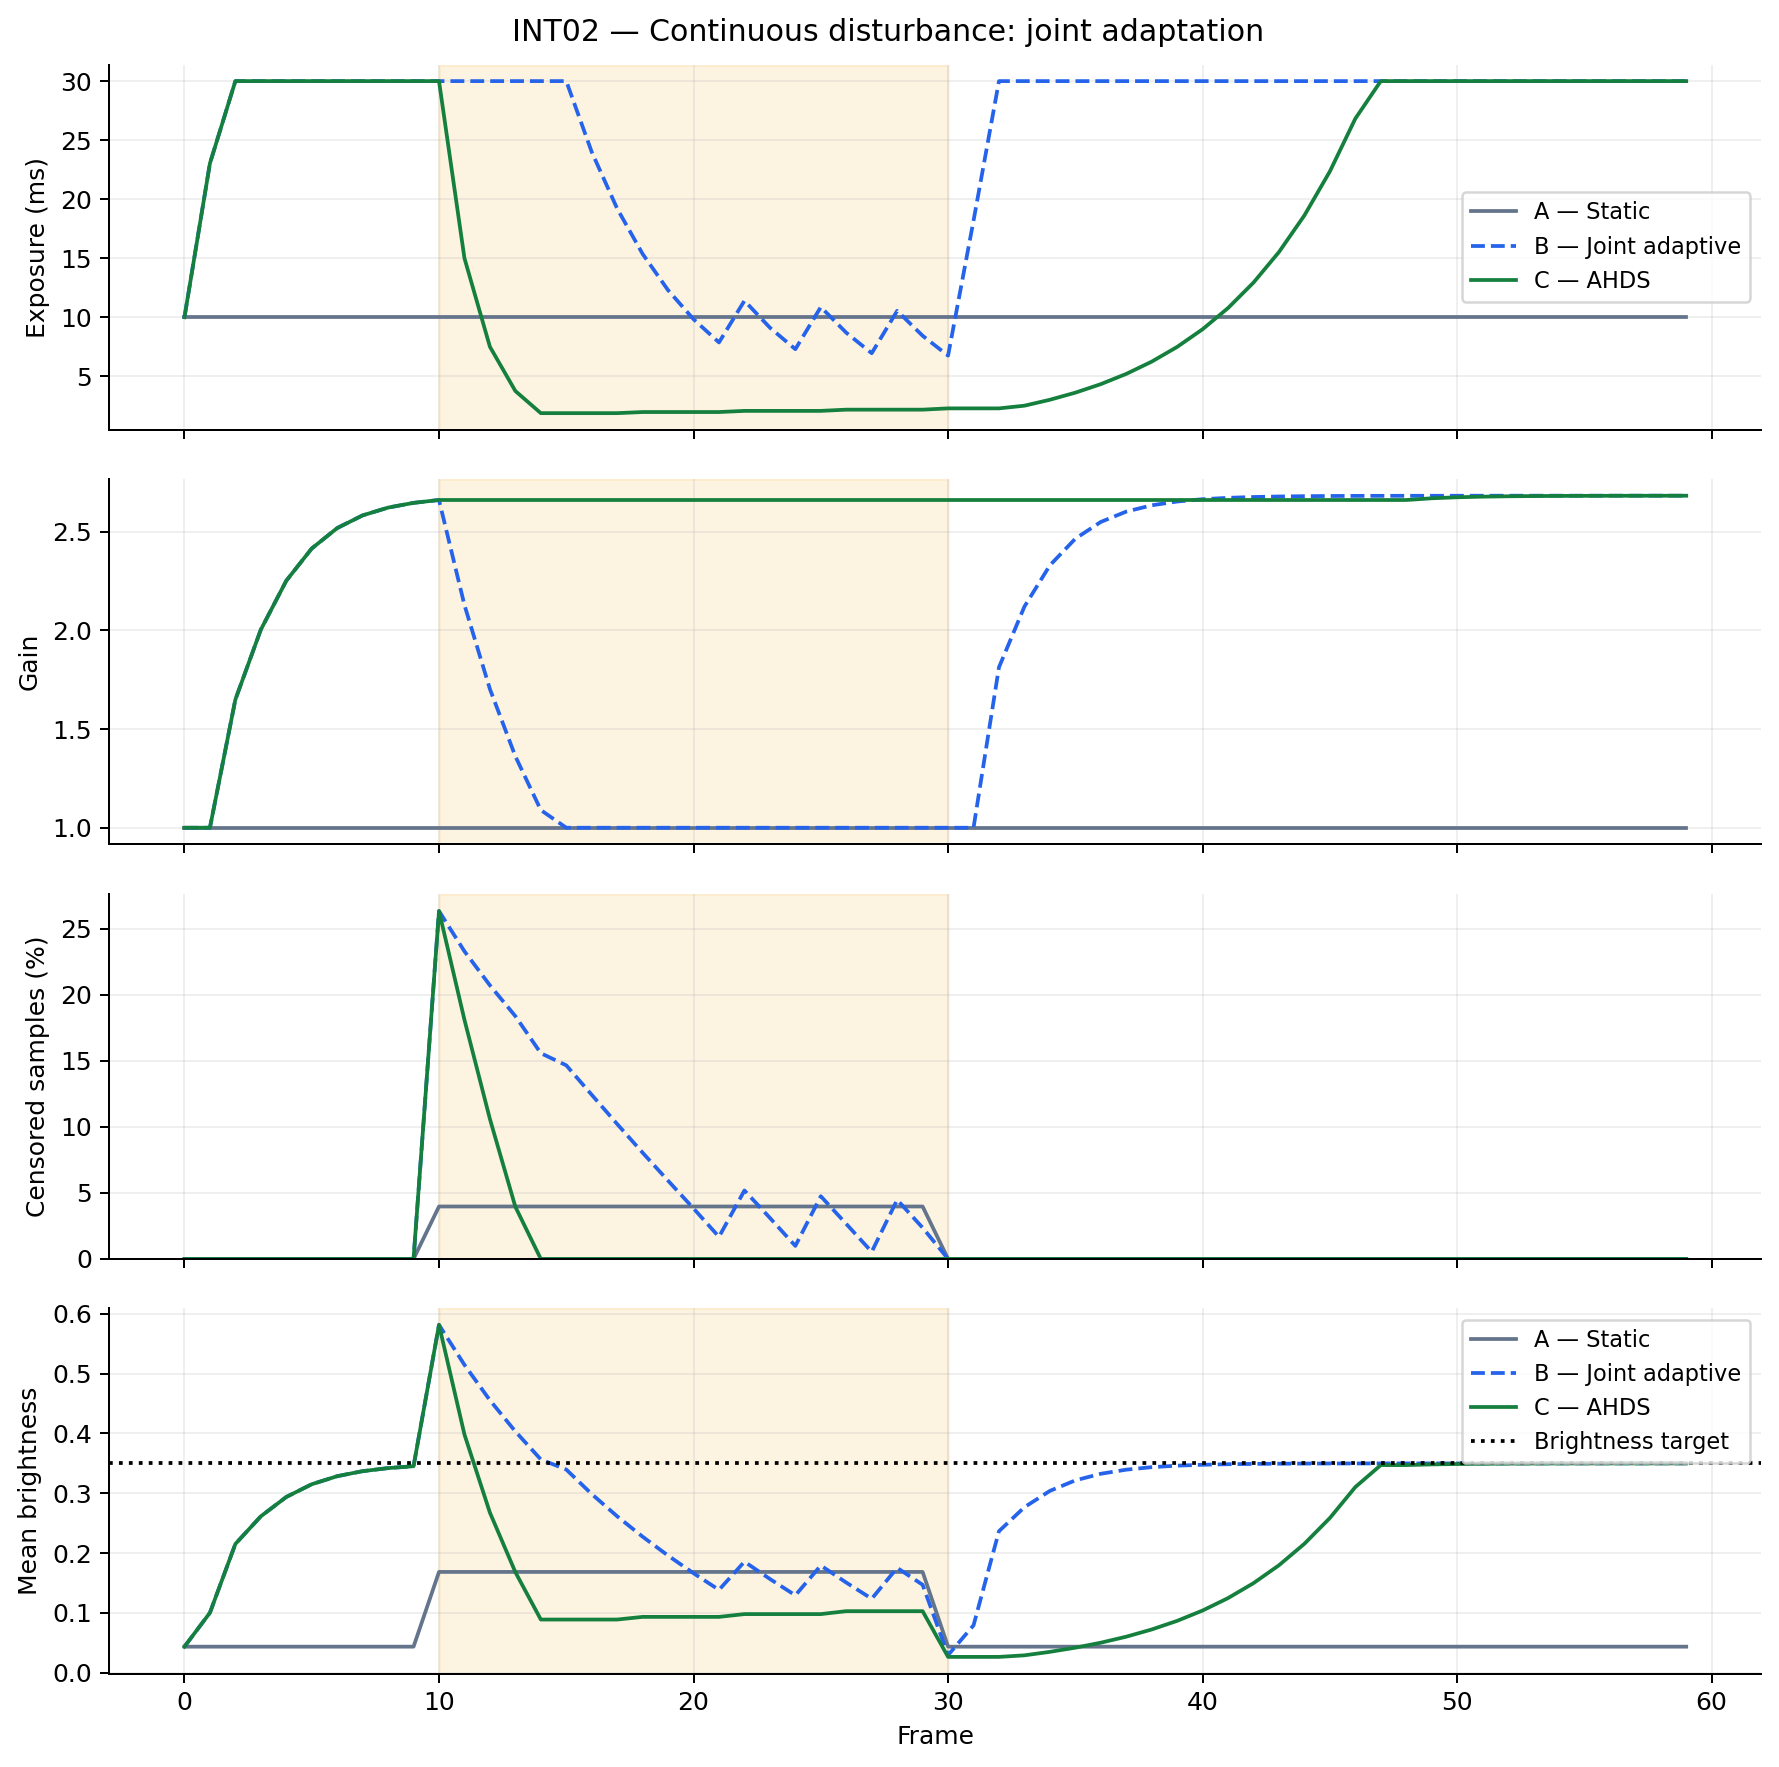 INT02 — Continuous disturbance: joint adaptation
Exposure (ms)
30
25
20
15
10
5
A — Static
B — Joint adaptive
C — AHDS
Gain
2.5
2.0
1.5
1.0
Censored samples (%)
25
20
15
10
5
0
Mean brightness
0.6
0.5
0.4
0.3
0.2
0.1
0.0
A — Static
B — Joint adaptive
C — AHDS
Brightness target
0 10 20 30 40 50 60
Frame